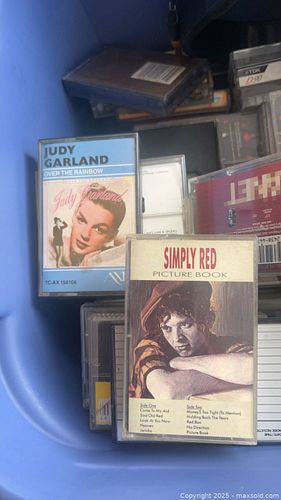 TDK
D90
JUDY
GARLAND
OVER THE RAINBOW
Judy Garland
TC-AX 158106
SIMPLY RED
PICTURE BOOK
Side One
Come To My Aid
Sad Old Red
Look At You Now
Heaven
Jericho
Side Two
Money$ Too Tight (To Mention)
Holding Back The Years
Red Box
No Direction
Picture Book
Copyright 2025 - maxsold.com